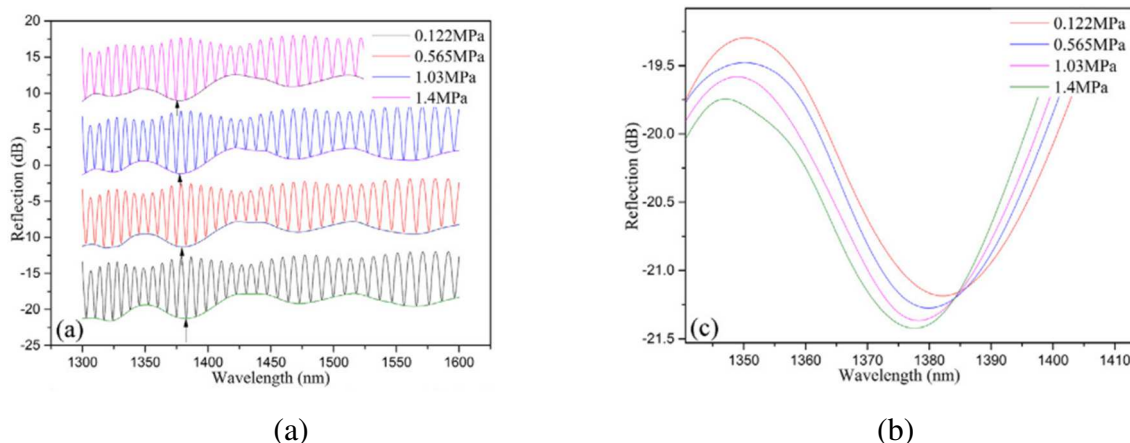 20
15
10
5
0
-5
-10
-15
-20
-25
Reflection (dB)
0.122MPa
0.565MPa
1.03MPa
1.4MPa
(a)
1300 1350 1400 1450 1500 1550 1600
Wavelength (nm)
-19.5
-20.0
-20.5
-21.0
-21.5
Reflection (dB)
0.122MPa
0.565MPa
1.03MPa
1.4MPa
(c)
1350 1360 1370 1380 1390 1400 1410
Wavelength (nm)
(a) (b)